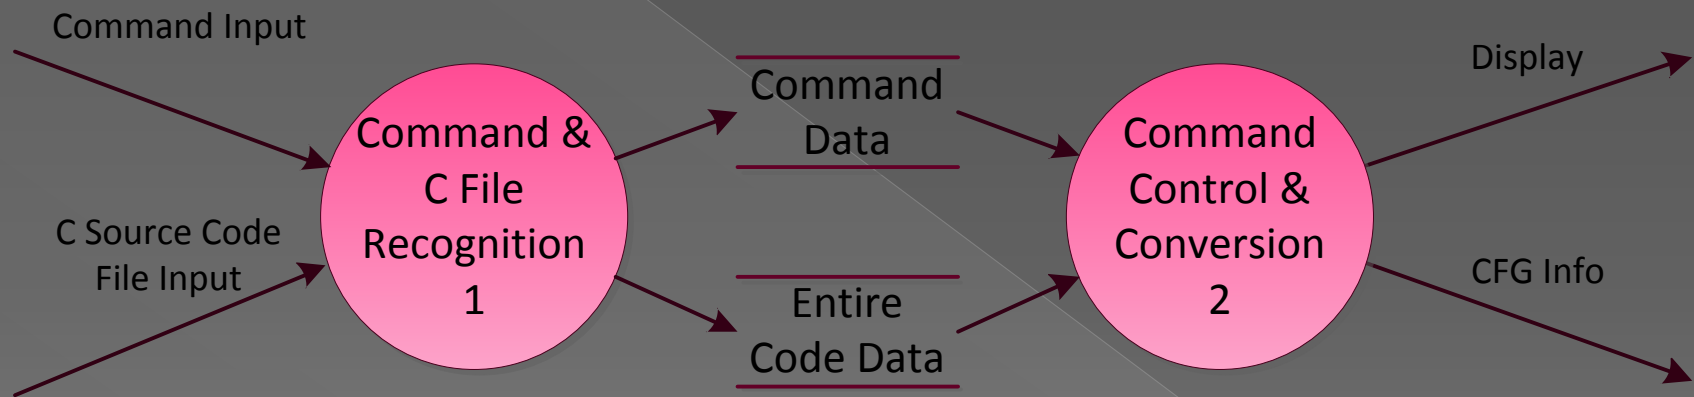 Command Input
C Source Code
File Input
Command &
C File
Recognition
1
Command
Data
Entire
Code Data
Command
Control &
Conversion
2
Display
CFG Info